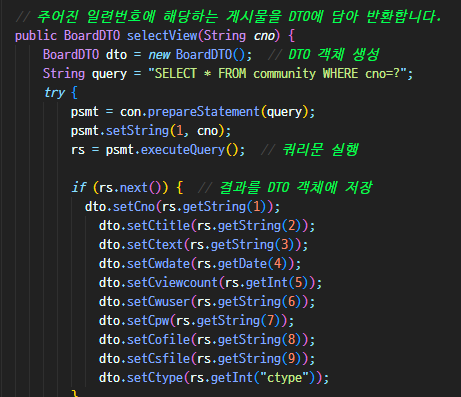 // 주어진 일련번호에 해당하는 게시물을 DTO에 담아 반환합니다.
public BoardDTO selectView(String cno) {
    BoardDTO dto = new BoardDTO();  // DTO 객체 생성
    String query = "SELECT * FROM community WHERE cno=?";
    try {
        psmt = con.prepareStatement(query);
        psmt.setString(1, cno);
        rs = psmt.executeQuery();  // 쿼리문 실행

        if (rs.next()) {  // 결과를 DTO 객체에 저장
          dto.setCno(rs.getString(1));
            dto.setCtitle(rs.getString(2));
            dto.setCtext(rs.getString(3));
            dto.setCwdate(rs.getDate(4));
            dto.setCviewcount(rs.getInt(5));
            dto.setCwuser(rs.getString(6));
            dto.setCpw(rs.getString(7));
            dto.setCofile(rs.getString(8));
            dto.setCsfile(rs.getString(9));
            dto.setCtype(rs.getInt("ctype"));
        }